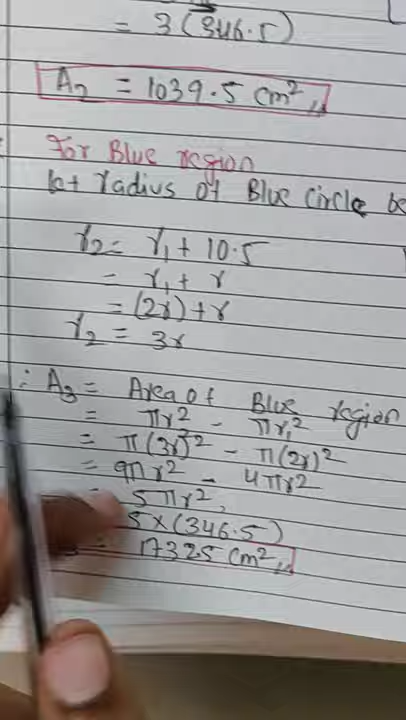 = 3(346.5)
A2 = 1039.5 cm²,,
For Blue region
let radius of Blue circle be
r2 = r1 + 10.5
= r1 + r
= (2r)+r
r2 = 3r
∴ A3 = Area of Blue region
= πr2² - πr1²
= π(3r)² - π(2r)²
= 9πr² - 4πr²
= 5πr²,
5×(346.5)
= 1732.5 cm²,,